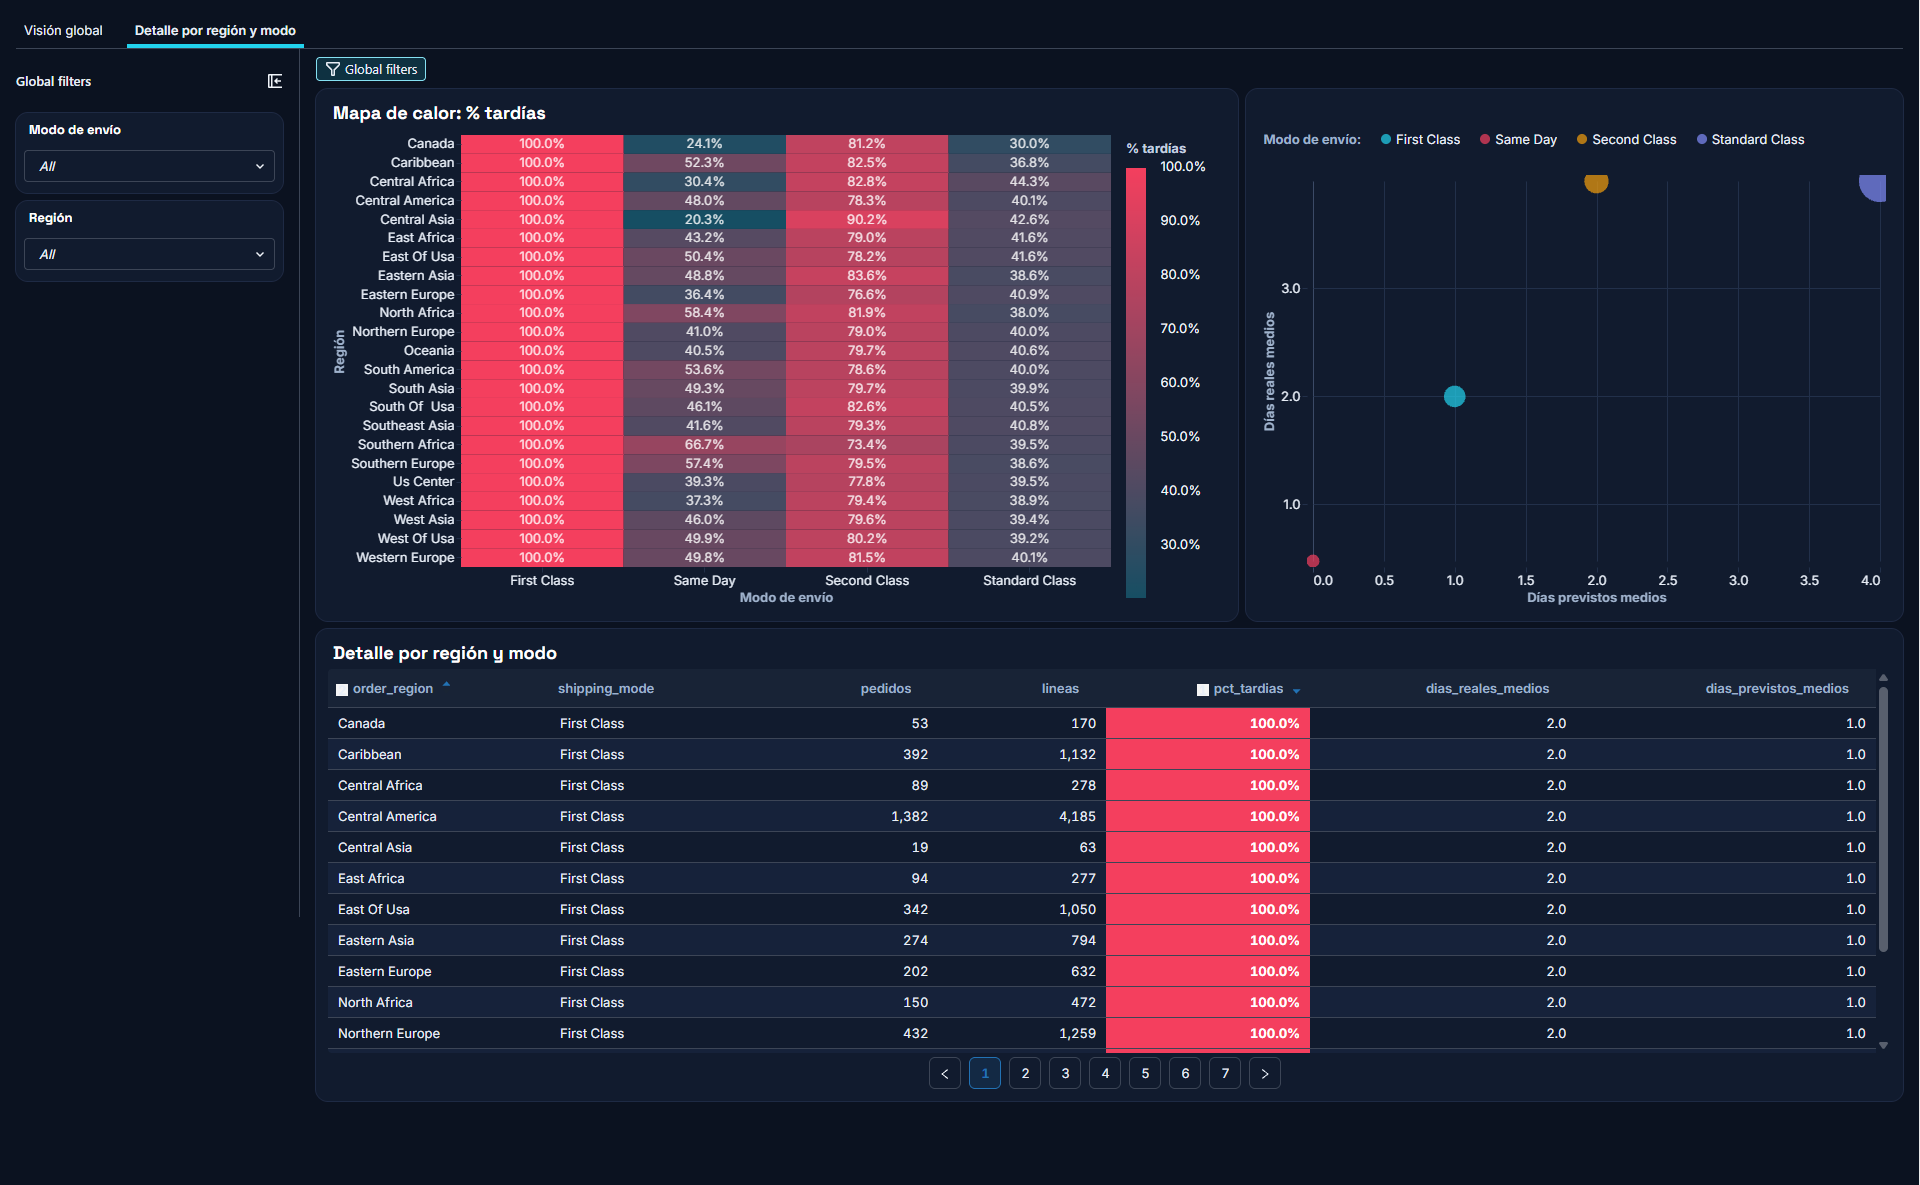 Visión global
Detalle por región y modo
Global filters
Modo de envío
All
Región
All
Global filters
Mapa de calor: % tardías
Región
Canada 100.0% 24.1% 81.2% 30.0%
Caribbean 100.0% 52.3% 82.5% 36.8%
Central Africa 100.0% 30.4% 82.8% 44.3%
Central America 100.0% 48.0% 78.3% 40.1%
Central Asia 100.0% 20.3% 90.2% 42.6%
East Africa 100.0% 43.2% 79.0% 41.6%
East Of Usa 100.0% 50.4% 78.2% 41.6%
Eastern Asia 100.0% 48.8% 83.6% 38.6%
Eastern Europe 100.0% 36.4% 76.6% 40.9%
North Africa 100.0% 58.4% 81.9% 38.0%
Northern Europe 100.0% 41.0% 79.0% 40.0%
Oceania 100.0% 40.5% 79.7% 40.6%
South America 100.0% 53.6% 78.6% 40.0%
South Asia 100.0% 49.3% 79.7% 39.9%
South Of  Usa 100.0% 46.1% 82.6% 40.5%
Southeast Asia 100.0% 41.6% 79.3% 40.8%
Southern Africa 100.0% 66.7% 73.4% 39.5%
Southern Europe 100.0% 57.4% 79.5% 38.6%
Us Center 100.0% 39.3% 77.8% 39.5%
West Africa 100.0% 37.3% 79.4% 38.9%
West Asia 100.0% 46.0% 79.6% 39.4%
West Of Usa 100.0% 49.9% 80.2% 39.2%
Western Europe 100.0% 49.8% 81.5% 40.1%
First Class Same Day Second Class Standard Class
Modo de envío
% tardías
100.0%
90.0%
80.0%
70.0%
60.0%
50.0%
40.0%
30.0%
Modo de envío: First Class Same Day Second Class Standard Class
Días reales medios
3.0
2.0
1.0
0.0 0.5 1.0 1.5 2.0 2.5 3.0 3.5 4.0
Días previstos medios
Detalle por región y modo
order_region shipping_mode pedidos lineas pct_tardias dias_reales_medios dias_previstos_medios
Canada First Class 53 170 100.0% 2.0 1.0
Caribbean First Class 392 1,132 100.0% 2.0 1.0
Central Africa First Class 89 278 100.0% 2.0 1.0
Central America First Class 1,382 4,185 100.0% 2.0 1.0
Central Asia First Class 19 63 100.0% 2.0 1.0
East Africa First Class 94 277 100.0% 2.0 1.0
East Of Usa First Class 342 1,050 100.0% 2.0 1.0
Eastern Asia First Class 274 794 100.0% 2.0 1.0
Eastern Europe First Class 202 632 100.0% 2.0 1.0
North Africa First Class 150 472 100.0% 2.0 1.0
Northern Europe First Class 432 1,259 100.0% 2.0 1.0
< 1 2 3 4 5 6 7 >